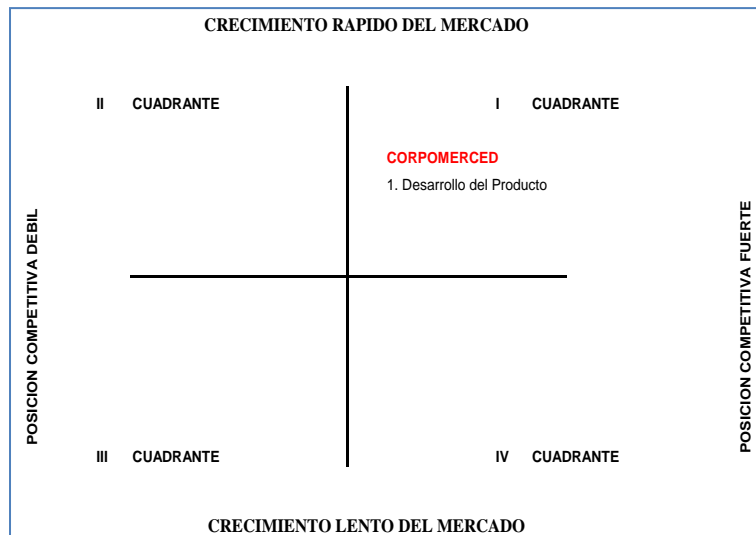 CRECIMIENTO RAPIDO DEL MERCADO
II CUADRANTE
I CUADRANTE
CORPOMERCED
1. Desarrollo del Producto
POSICION COMPETITIVA DEBIL
POSICION COMPETITIVA FUERTE
III CUADRANTE
IV CUADRANTE
CRECIMIENTO LENTO DEL MERCADO